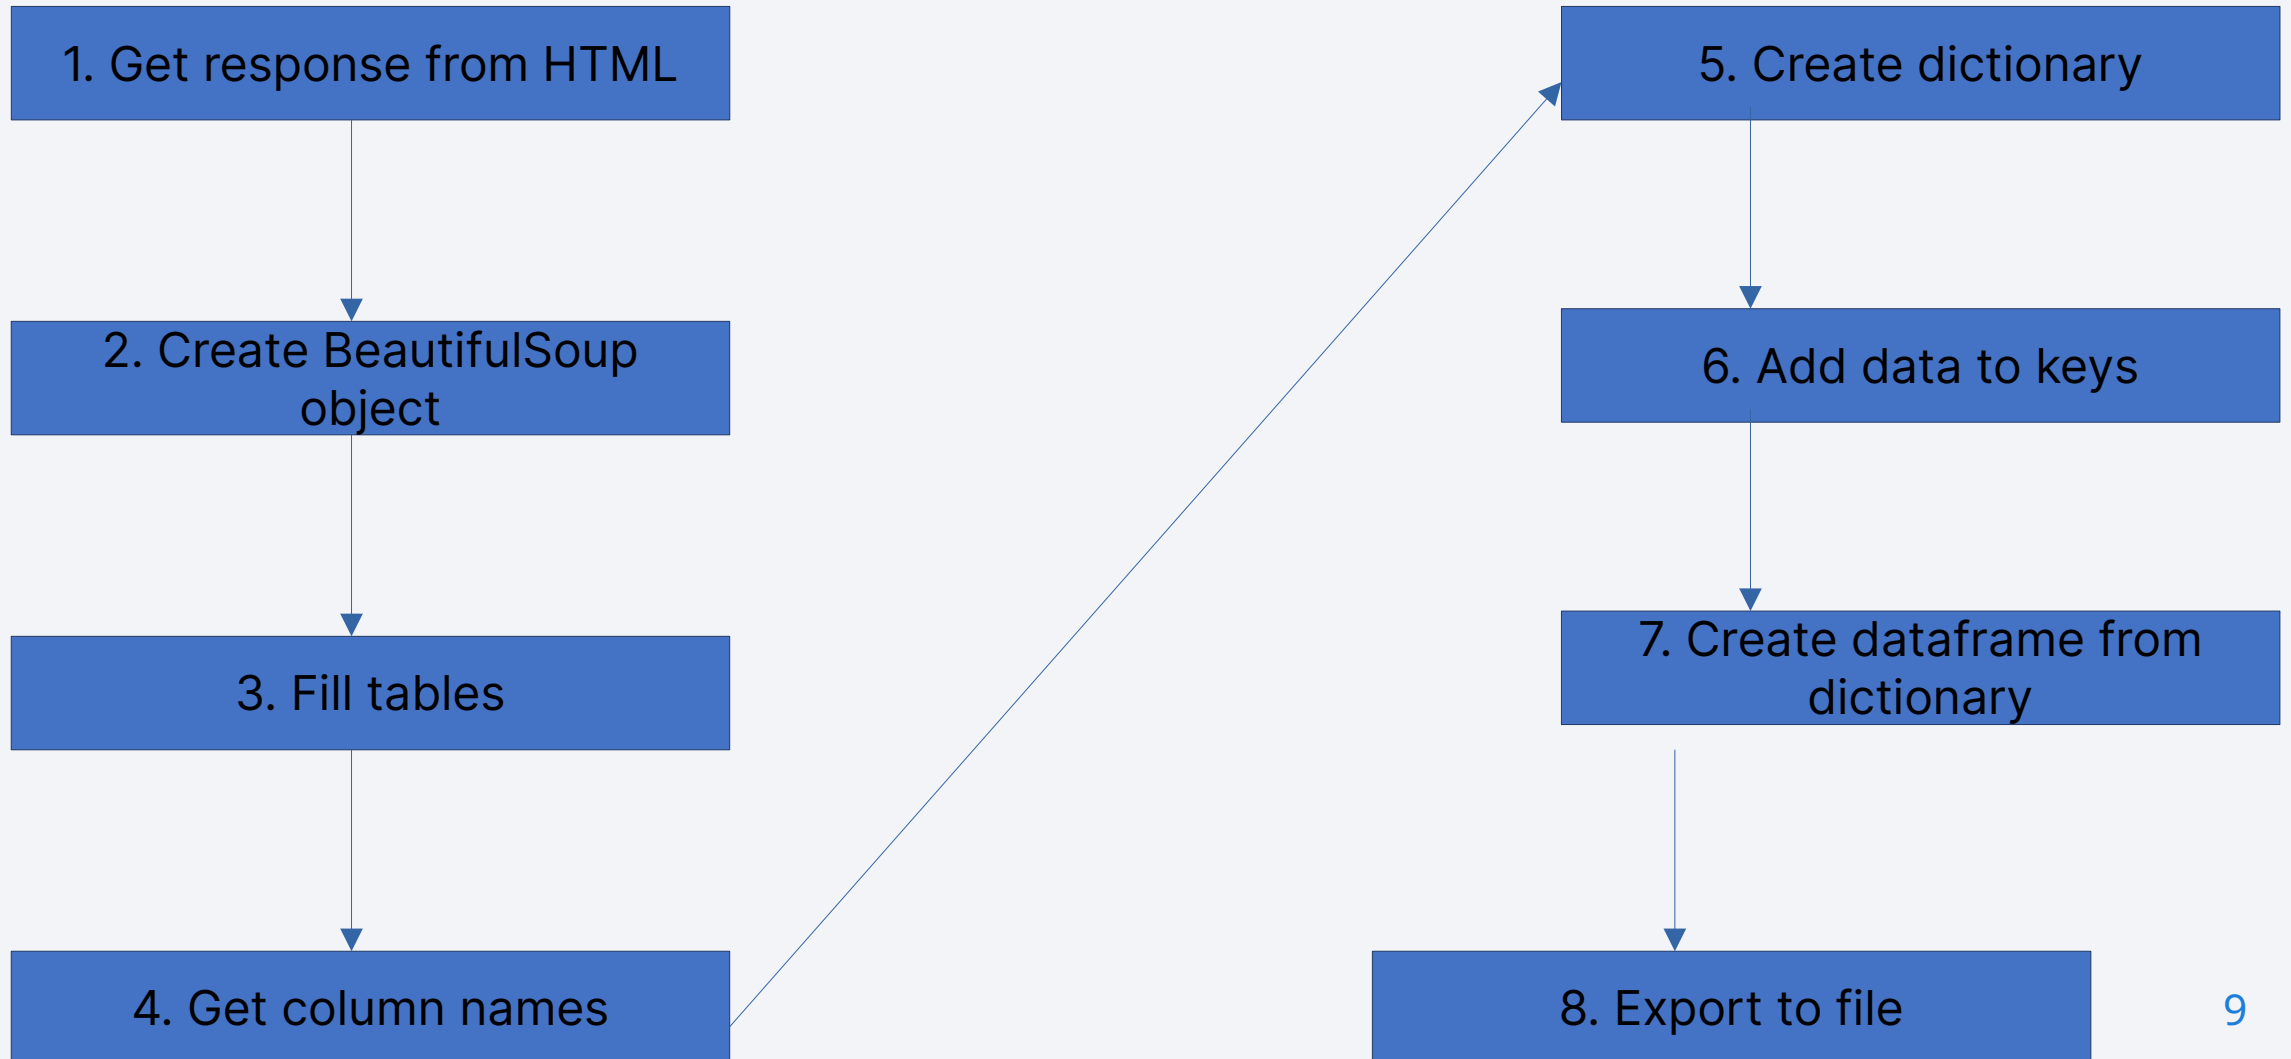 1. Get response from HTML
2. Create BeautifulSoup
object
3. Fill tables
4. Get column names
5. Create dictionary
6. Add data to keys
7. Create dataframe from
dictionary
8. Export to file
9